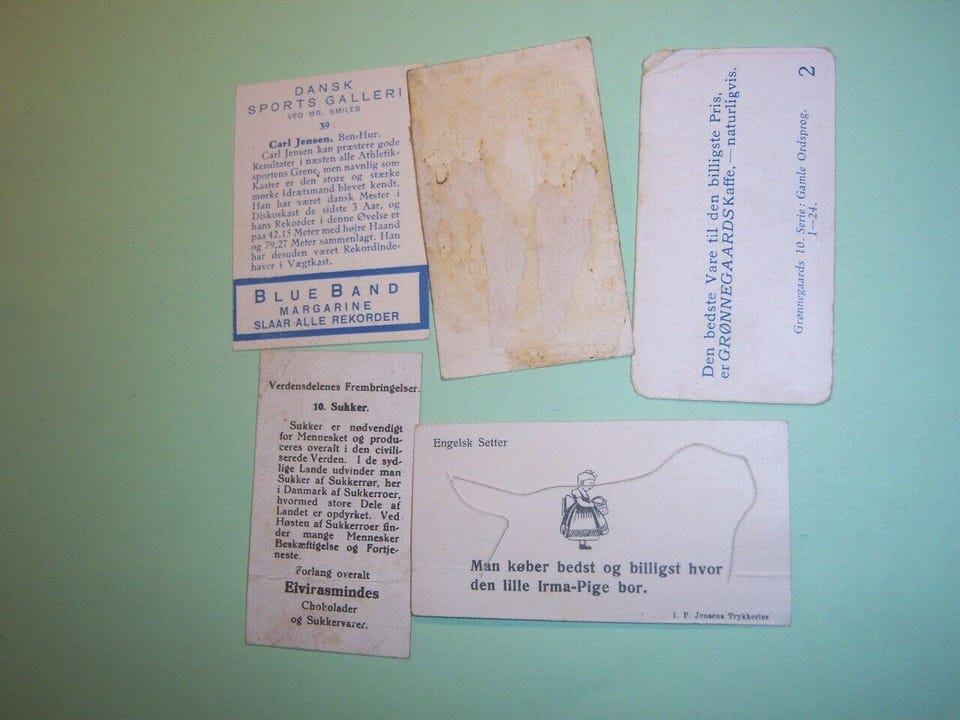 DANSK
SPORTS GALLERI
VED MR. SMILES
39
Carl Jensen. Ben-Hur.
Carl Jensen kan præstere gode
Resultater i næsten alle Athletik-
sportens Grene, men navnlig som
Kaster er den store og stærke
mørke Idrætsmand blevet kendt.
Han har været dansk Mester i
Diskoskast de sidste 3 Aar, og
hans Rekorder i denne Øvelse er
paa 42,15 Meter med højre Haand
og 79,27 Meter sammenlagt. Han
har desuden været Rekordinde-
haver i Vægtkast.
BLUE BAND
MARGARINE
SLAAR ALLE REKORDER
Den bedste Vare til den billigste Pris,
er GRØNNEGAARDS Kaffe, — naturligvis.
2
Grønnegaards 10. Serie: Gamle Ordsprog.
1—24.
Verdensdelenes Frembringelser.
10. Sukker.
Sukker er nødvendigt
for Mennesket og produ-
ceres overalt i den civili-
serede Verden. I de syd-
lige Lande udvinder man
Sukker af Sukkerrør, her
i Danmark af Sukkerroer,
hvormed store Dele af
Landet er opdyrket. Ved
Høsten af Sukkerroer fin-
der mange Mennesker
Beskæftigelse og Fortje-
neste.
Forlang overalt
Elvirasmindes
Chokolader
og Sukkervarer.
Engelsk Setter
Man køber bedst og billigst hvor
den lille Irma-Pige bor.
I. P. Jensens Trykkerier